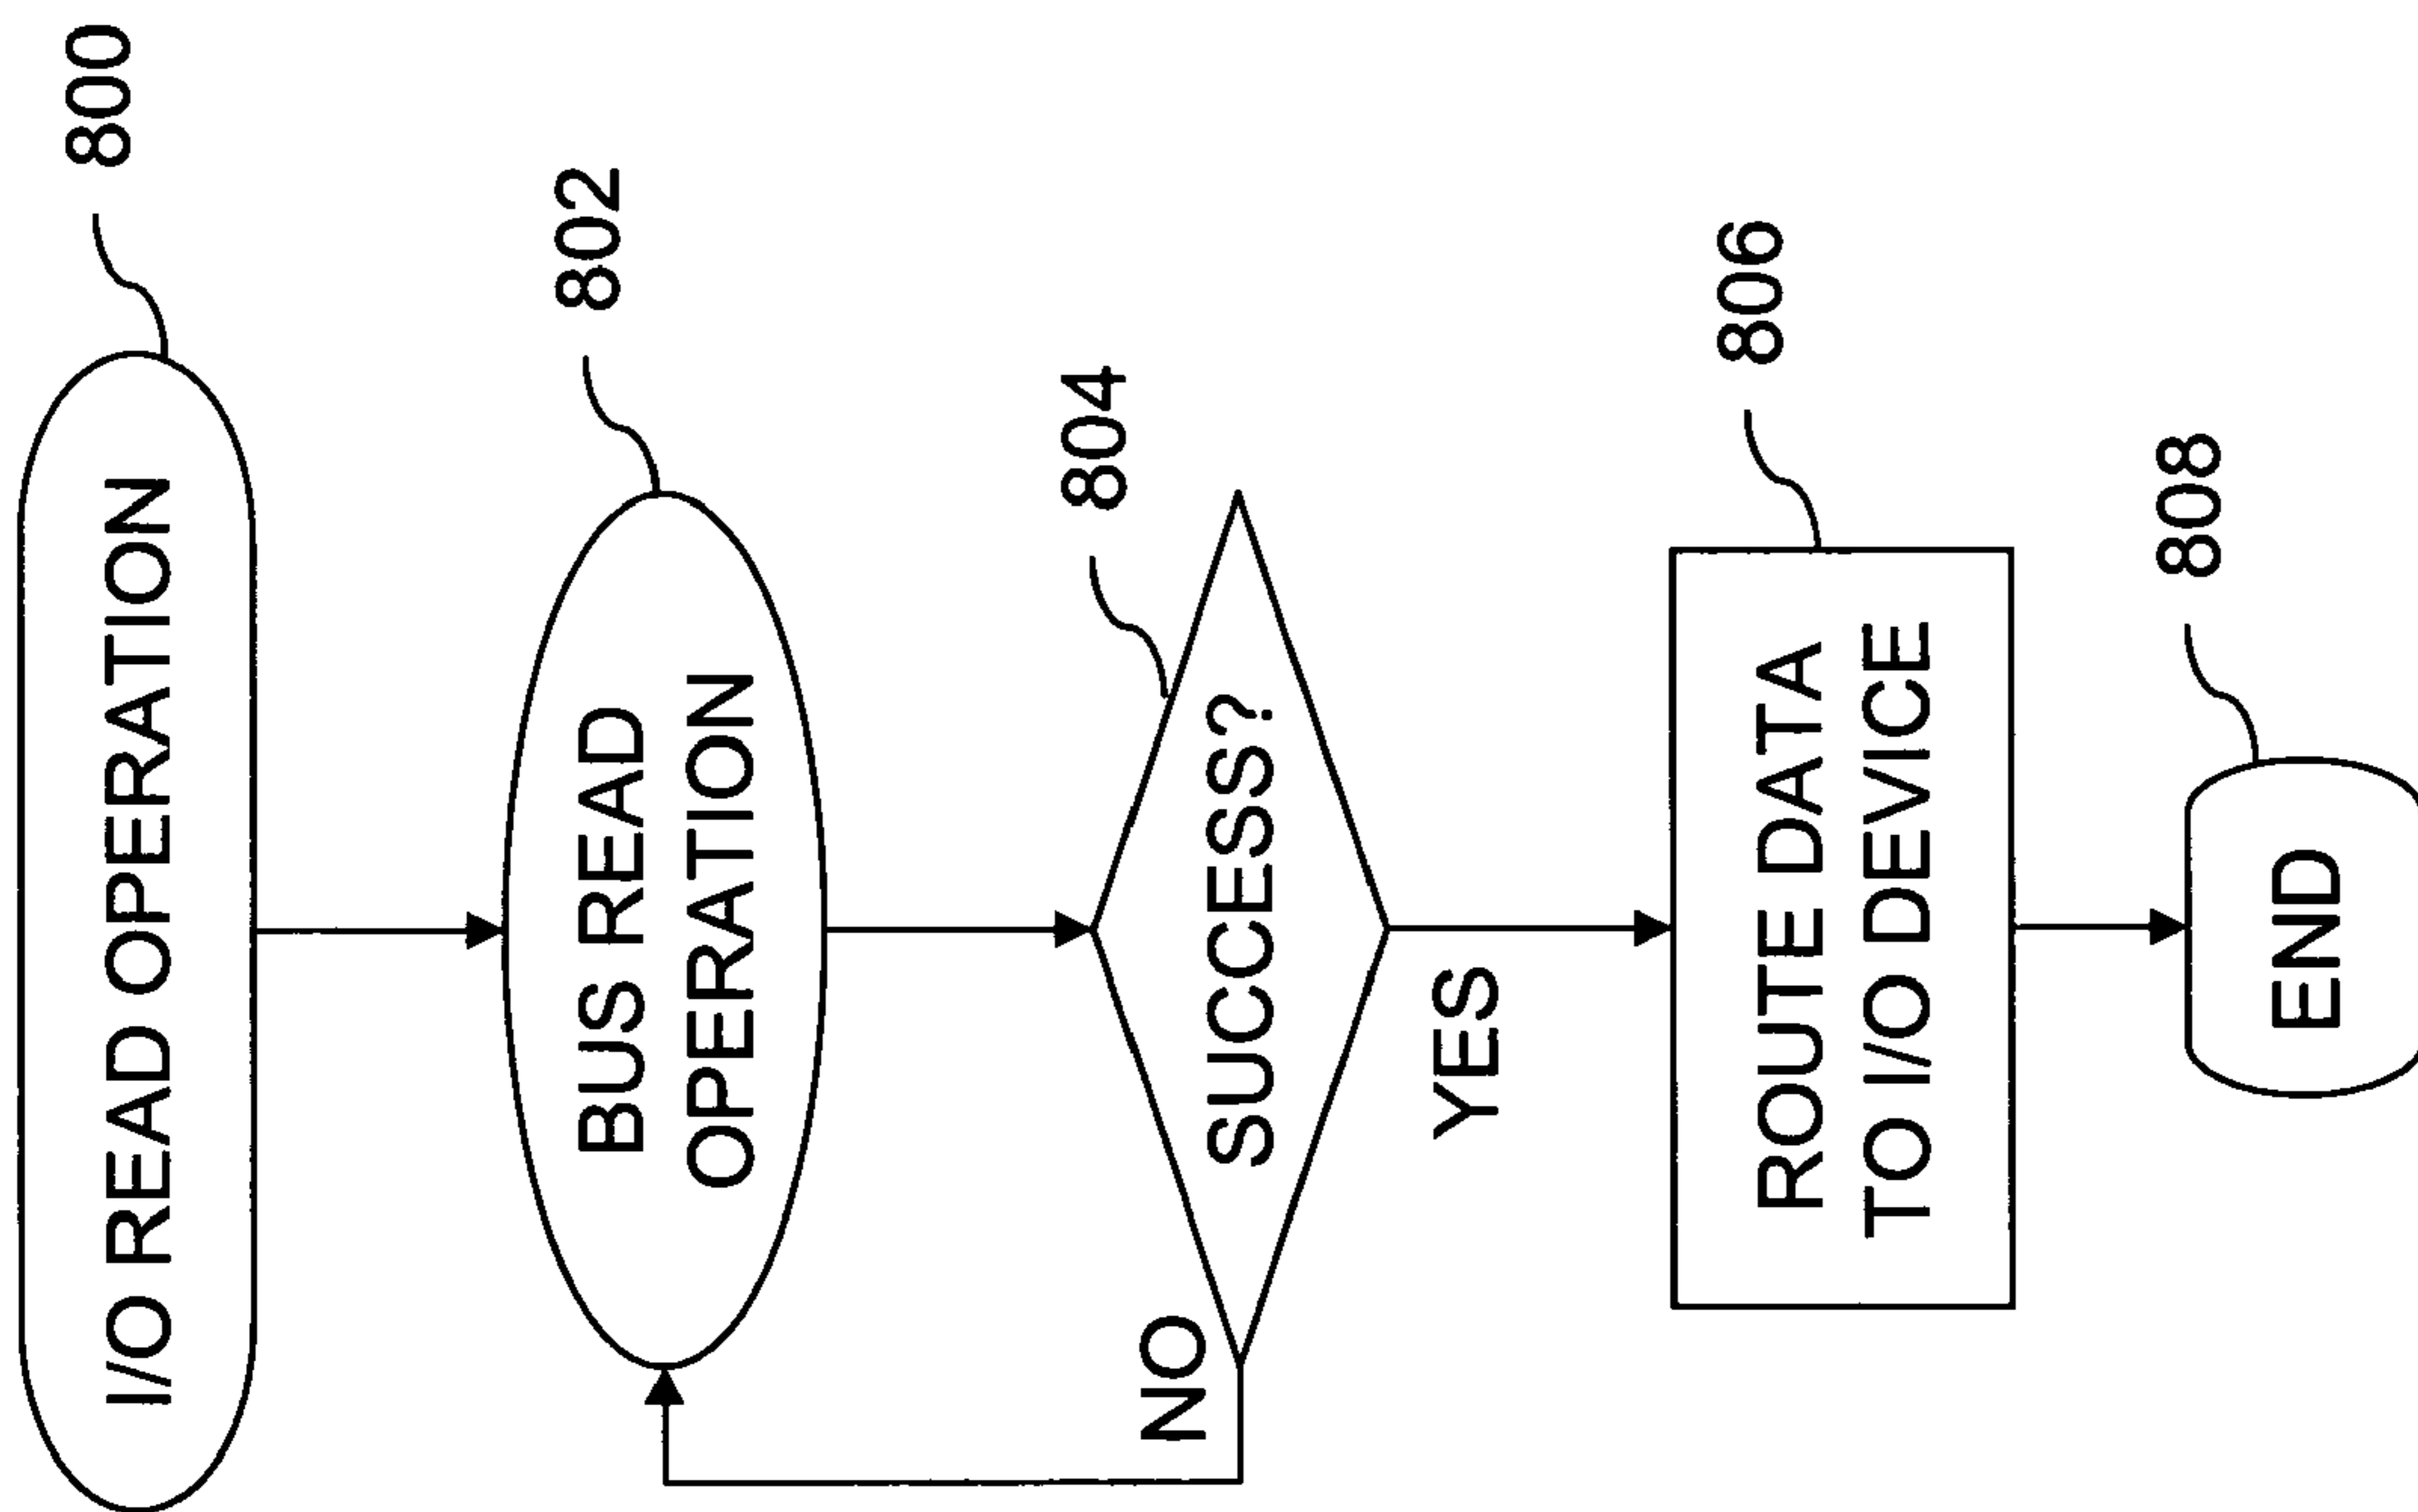 I/O READ OPERATION
800
BUS READ
OPERATION
802
SUCCESS?
804
NO
YES
ROUTE DATA
TO I/O DEVICE
806
END
808